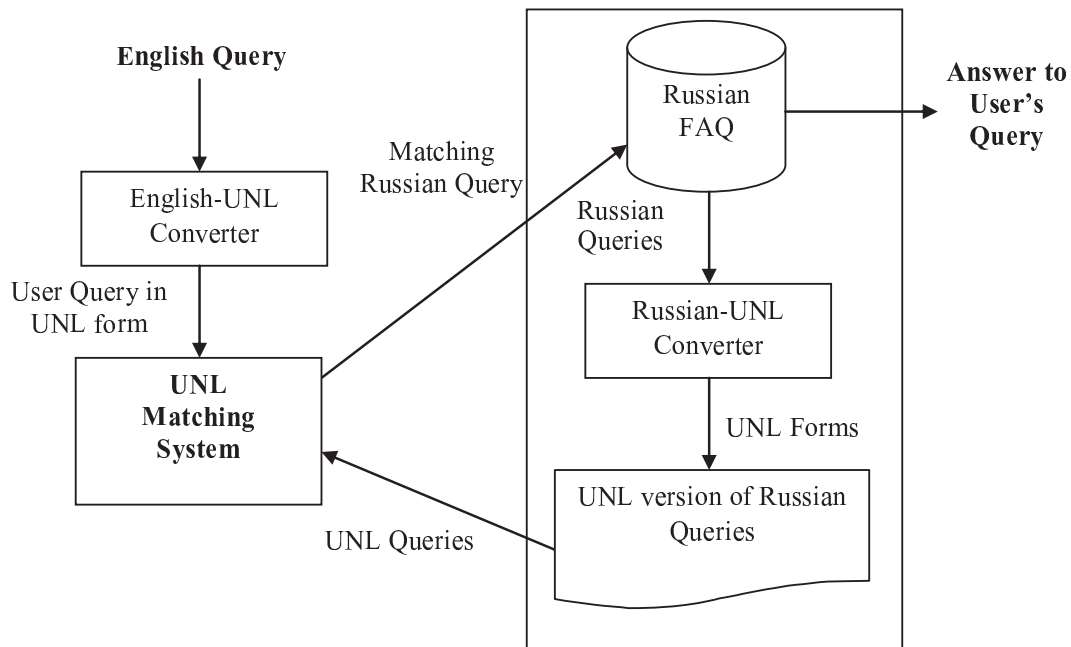 English Query
English-UNL
Converter
User Query in
UNL form
UNL
Matching
System
Matching
Russian Query
UNL Queries
Russian
FAQ
Russian
Queries
Russian-UNL
Converter
UNL Forms
UNL version of Russian
Queries
Answer to
User's
Query